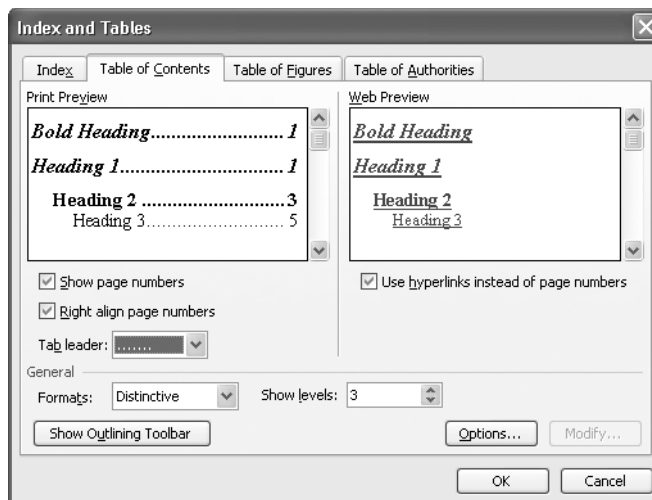 Index and Tables
Index Table of Contents Table of Figures Table of Authorities
Print Preview
Bold Heading..........................1
Heading 1...............................1
Heading 2..........................3
Heading 3..........................5
Web Preview
Bold Heading
Heading 1
Heading 2
Heading 3
Show page numbers
Right align page numbers
Use hyperlinks instead of page numbers
Tab leader: .......
General
Formats: Distinctive Show levels: 3
Show Outlining Toolbar Options... Modify...
OK Cancel